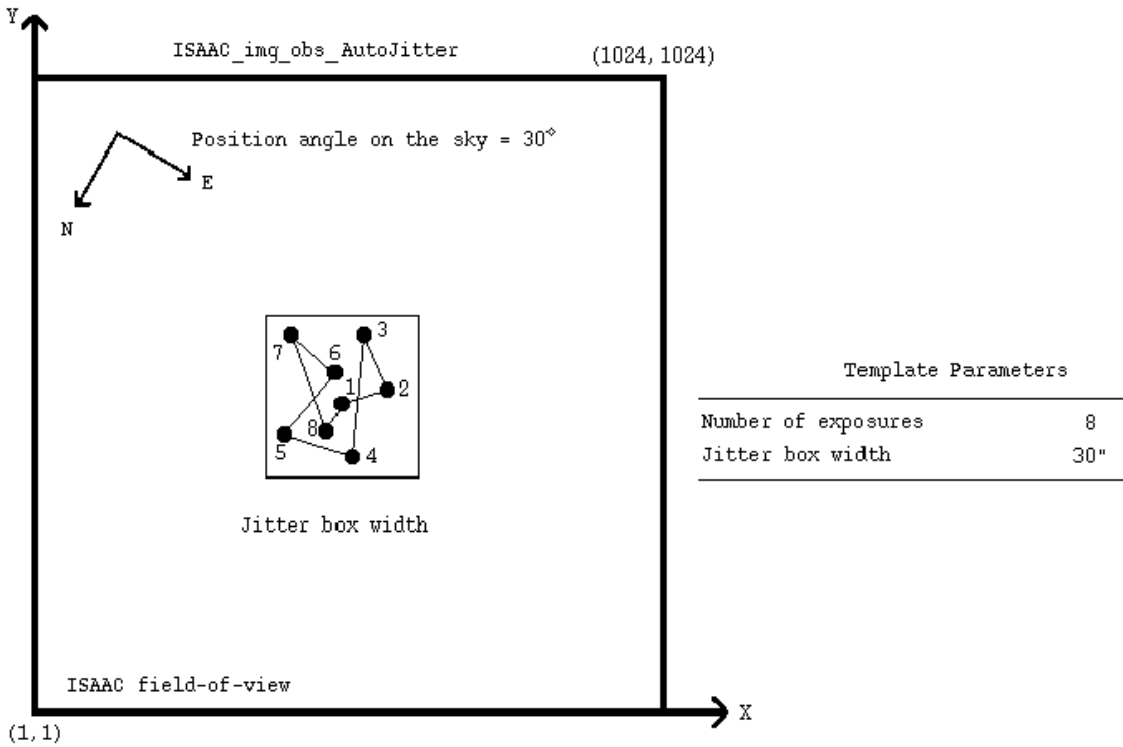 Y
ISAAC_img_obs_AutoJitter
(1024,1024)
Position angle on the sky = 30°
E
N
3
7
6
1
2
8
5
4
Jitter box width
Template Parameters
Number of exposures 8
Jitter box width 30"
ISAAC field-of-view
X
(1,1)